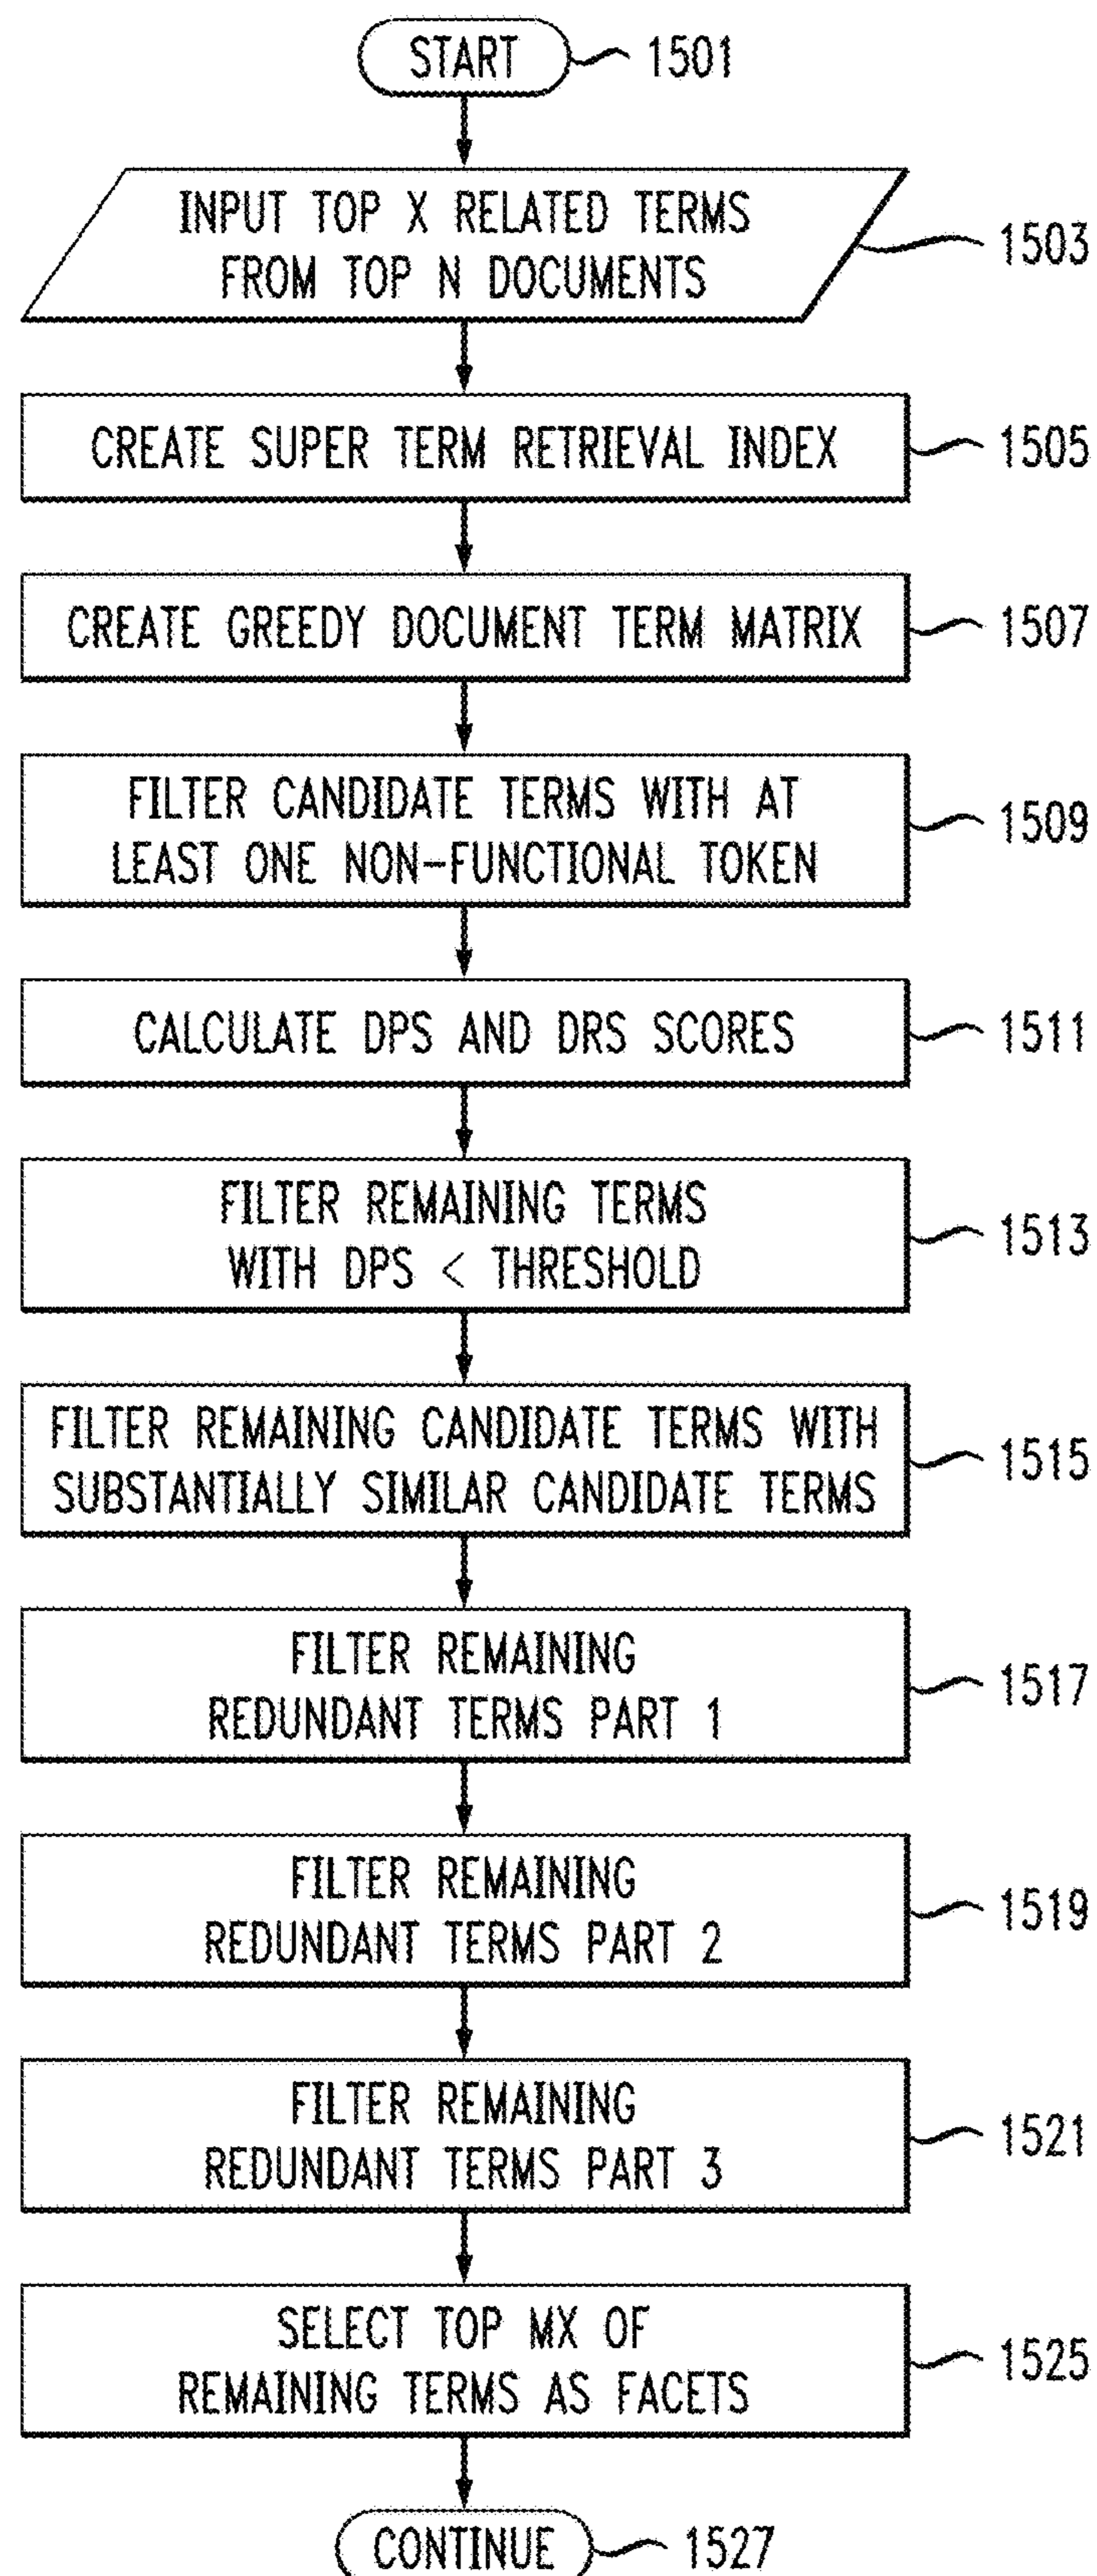 START
1501
INPUT TOP X RELATED TERMS
FROM TOP N DOCUMENTS
1503
CREATE SUPER TERM RETRIEVAL INDEX
1505
CREATE GREEDY DOCUMENT TERM MATRIX
1507
FILTER CANDIDATE TERMS WITH AT
LEAST ONE NON-FUNCTIONAL TOKEN
1509
CALCULATE DPS AND DRS SCORES
1511
FILTER REMAINING TERMS
WITH DPS < THRESHOLD
1513
FILTER REMAINING CANDIDATE TERMS WITH
SUBSTANTIALLY SIMILAR CANDIDATE TERMS
1515
FILTER REMAINING
REDUNDANT TERMS PART 1
1517
FILTER REMAINING
REDUNDANT TERMS PART 2
1519
FILTER REMAINING
REDUNDANT TERMS PART 3
1521
SELECT TOP MX OF
REMAINING TERMS AS FACETS
1525
CONTINUE
1527